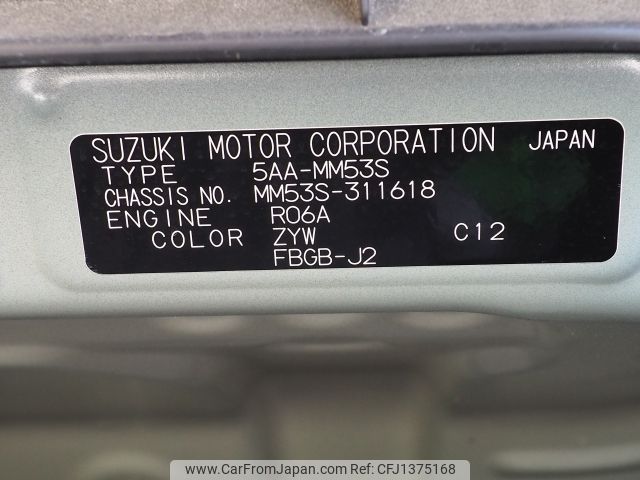 SUZUKI MOTOR CORPORATION JAPAN
TYPE 5AA-MM53S
CHASSIS NO. MM53S-311618
ENGINE R06A
COLOR ZYW C12
FBGB-J2
www.CarFromJapan.com | CFJ1375168